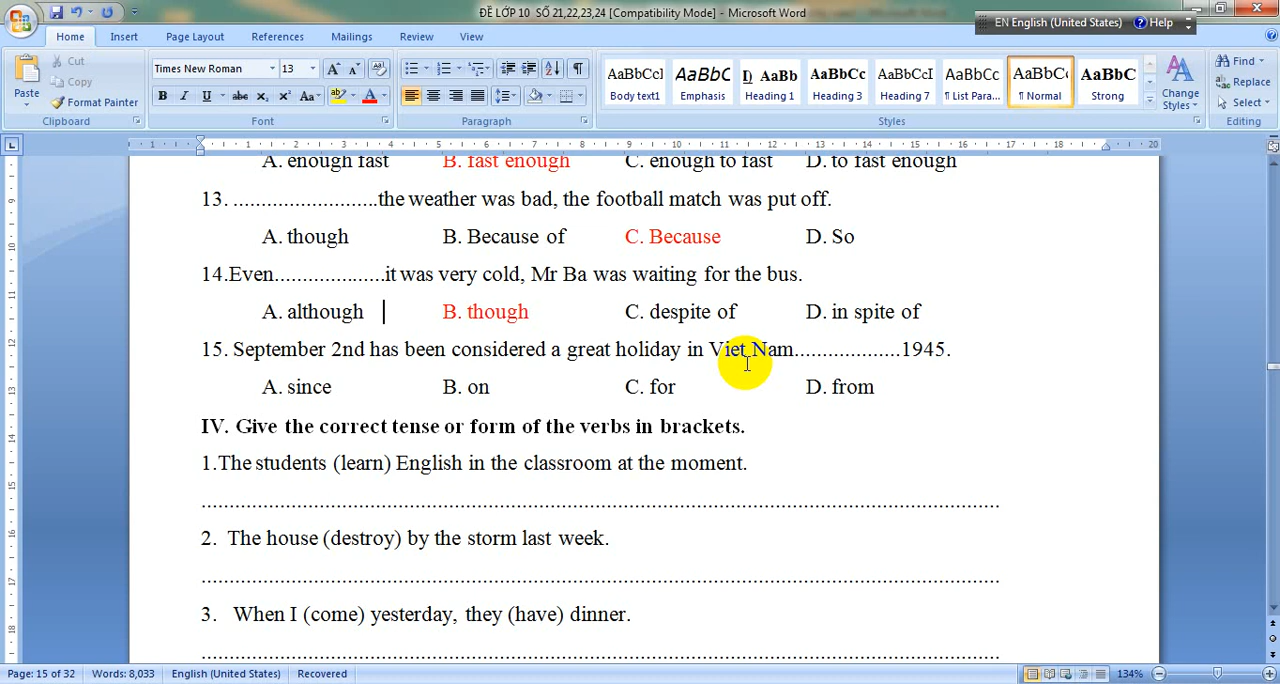 ĐỀ LỚP 10 SỐ 21,22,23,24 [Compatibility Mode] - Microsoft Word
EN English (United States) Help
Home Insert Page Layout References Mailings Review View
Paste
Cut
Copy
Format Painter
Clipboard
Times New Roman 13
Font
Paragraph
AaBbCcI AaBbC I) AaBb AaBbCc AaBbCcI AaBbCc AaBbCc AaBbC
Body text1 Emphasis Heading 1 Heading 3 Heading 7 ¶ List Para... ¶ Normal Strong
Styles
Change Styles
Find
Replace
Select
Editing
A. enough fast B. fast enough C. enough to fast D. to fast enough
13. ..........................the weather was bad, the football match was put off.
A. though B. Because of C. Because D. So
14.Even....................it was very cold, Mr Ba was waiting for the bus.
A. although B. though C. despite of D. in spite of
15. September 2nd has been considered a great holiday in Viet Nam...................1945.
A. since B. on C. for D. from
IV. Give the correct tense or form of the verbs in brackets.
1.The students (learn) English in the classroom at the moment.
2. The house (destroy) by the storm last week.
3. When I (come) yesterday, they (have) dinner.
Page: 15 of 32 Words: 8,033 English (United States) Recovered 134%